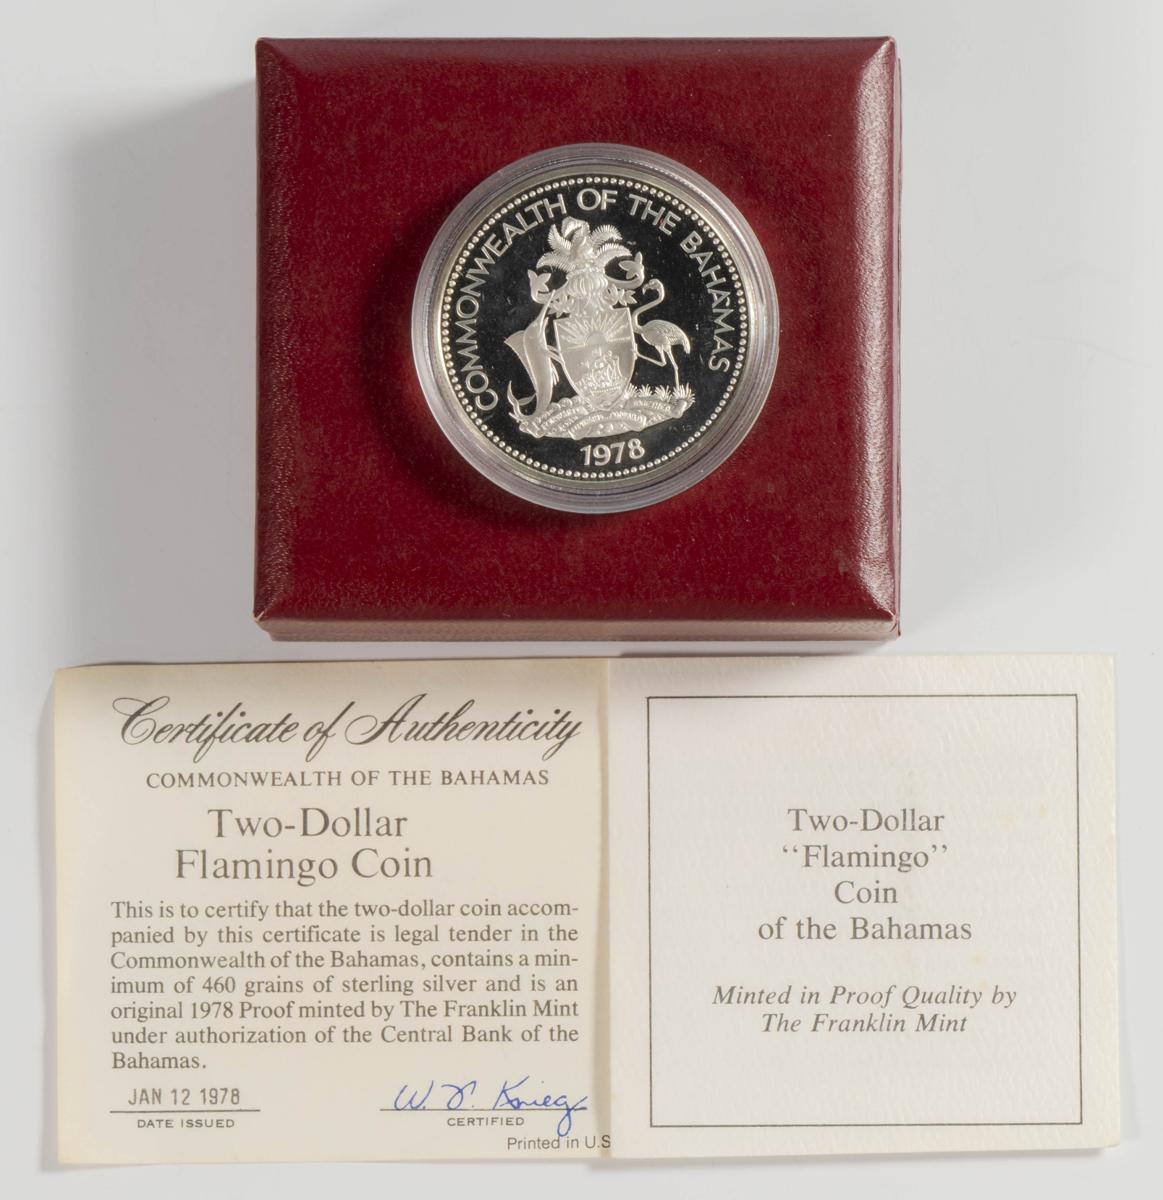 COMMONWEALTH OF THE BAHAMAS
1978
Certificate of Authenticity
COMMONWEALTH OF THE BAHAMAS
Two-Dollar
Flamingo Coin
This is to certify that the two-dollar coin accom-
panied by this certificate is legal tender in the
Commonwealth of the Bahamas, contains a min-
imum of 460 grains of sterling silver and is an
original 1978 Proof minted by The Franklin Mint
under authorization of the Central Bank of the
Bahamas.
JAN 12 1978
DATE ISSUED
CERTIFIED
Printed in U.S
Two-Dollar
“Flamingo”
Coin
of the Bahamas
Minted in Proof Quality by
The Franklin Mint